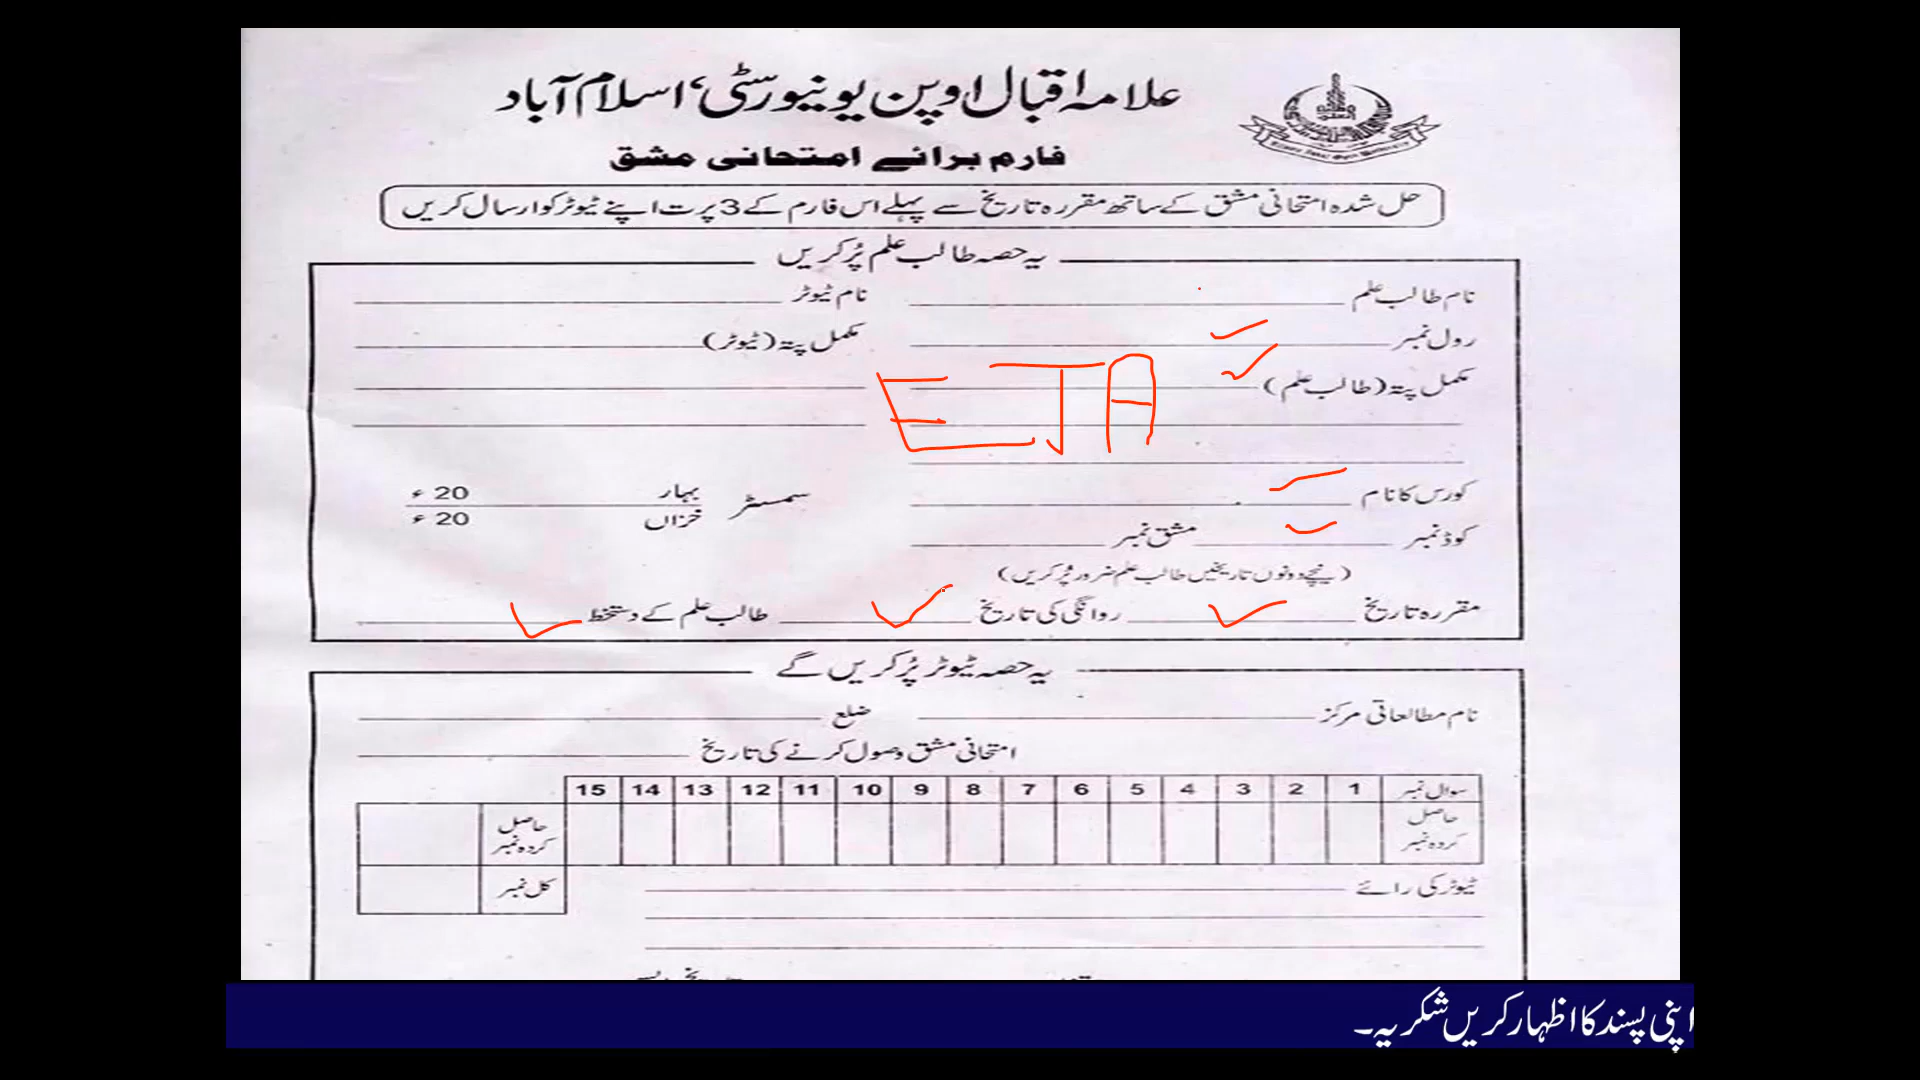 علامہ اقبال اوپن یونیورسٹی، اسلام آباد
فارم برائے امتحانی مشق
حل شدہ امتحانی مشق کے ساتھ مقررہ تاریخ سے پہلے اس فارم کے 3 پرت اپنے ٹیوٹر کو ارسال کریں
یہ حصہ طالب علم پُر کریں
نام طالب علم نام ٹیوٹر
رول نمبر مکمل پتہ (ٹیوٹر)
مکمل پتہ (طالب علم)
EJA
کورس کا نام سمسٹر بہار 20ء
خزاں 20ء
کوڈ نمبر مشق نمبر
(نیچے دونوں تاریخیں طالب علم ضرور پُر کریں)
مقررہ تاریخ روانگی کی تاریخ طالب علم کے دستخط
یہ حصہ ٹیوٹر پُر کریں گے
نام مطالعاتی مرکز ضلع
امتحانی مشق وصول کرنے کی تاریخ
سوال نمبر 1 2 3 4 5 6 7 8 9 10 11 12 13 14 15
حاصل کردہ نمبر حاصل کردہ نمبر
کل نمبر
ٹیوٹر کی رائے
اپنی پسند کا اظہار کریں شکریہ۔